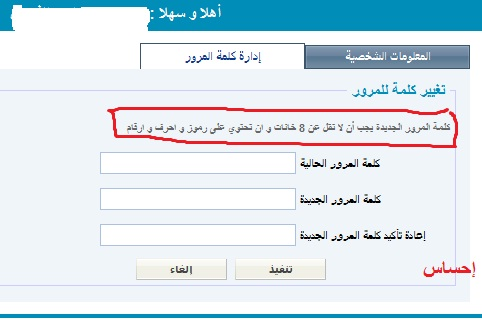 أهلا و سهلا :
المعلومات الشخصية
إدارة كلمة المرور
تغيير كلمة للمرور
كلمة المرور الجديدة يجب أن لا تقل عن 8 خانات و ان تحتوي على رموز و احرف و ارقام
كلمة المرور الحالية
كلمة المرور الجديدة
إعادة تأكيد كلمة المرور الجديدة
تنفيذ
إلغاء
إحساس